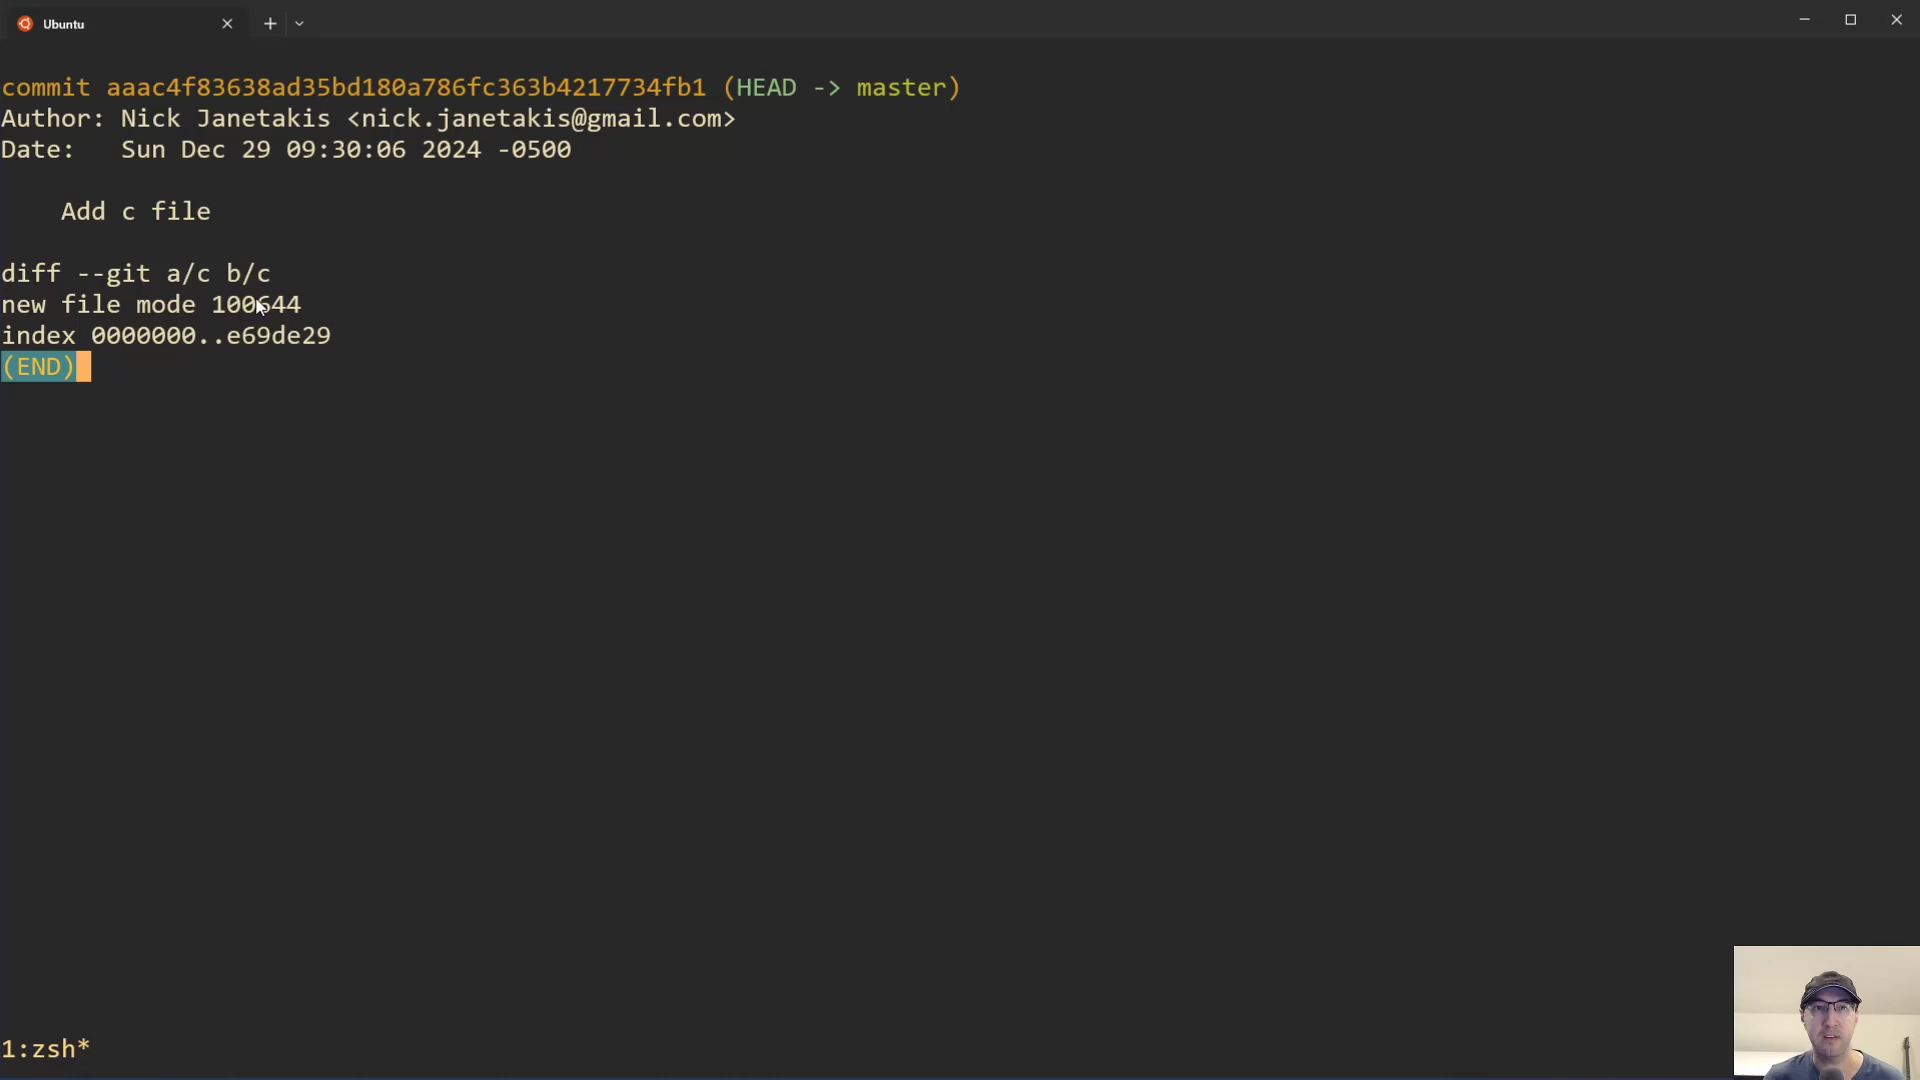 Ubuntu
commit aaac4f83638ad35bd180a786fc363b4217734fb1 (HEAD -> master)
Author: Nick Janetakis <nick.janetakis@gmail.com>
Date:   Sun Dec 29 09:30:06 2024 -0500
Add c file
diff --git a/c b/c
new file mode 100644
index 0000000..e69de29
(END)
1:zsh*